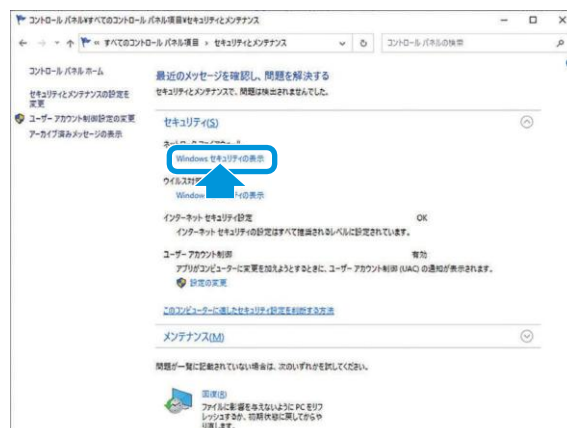 コントロール パネル¥すべてのコントロール パネル項目¥セキュリティとメンテナンス
« すべてのコントロール パネル項目 › セキュリティとメンテナンス
コントロール パネルの検索
コントロール パネル ホーム
セキュリティとメンテナンスの設定を
変更
ユーザー アカウント制御設定の変更
アーカイブ済みメッセージの表示
最近のメッセージを確認し、問題を解決する
セキュリティとメンテナンスで、問題は検出されませんでした。
セキュリティ(S)
ネットワーク ファイアウォール
Windows セキュリティの表示
ウイルス対
Window の表示
インターネット セキュリティ設定 OK
インターネット セキュリティの設定はすべて推奨されるレベルに設定されています。
ユーザー アカウント制御 有効
アプリがコンピューターに変更を加えようとするときに、ユーザー アカウント制御 (UAC) の通知が表示されます。
設定の変更
このコンピューターに適したセキュリティ設定を判断する方法
メンテナンス(M)
問題が一覧に記載されていない場合は、次のいずれかを試してください。
回復(R)
ファイルに影響を与えないように PC をリフ
レッシュするか、初期状態に戻してからや
り直します。